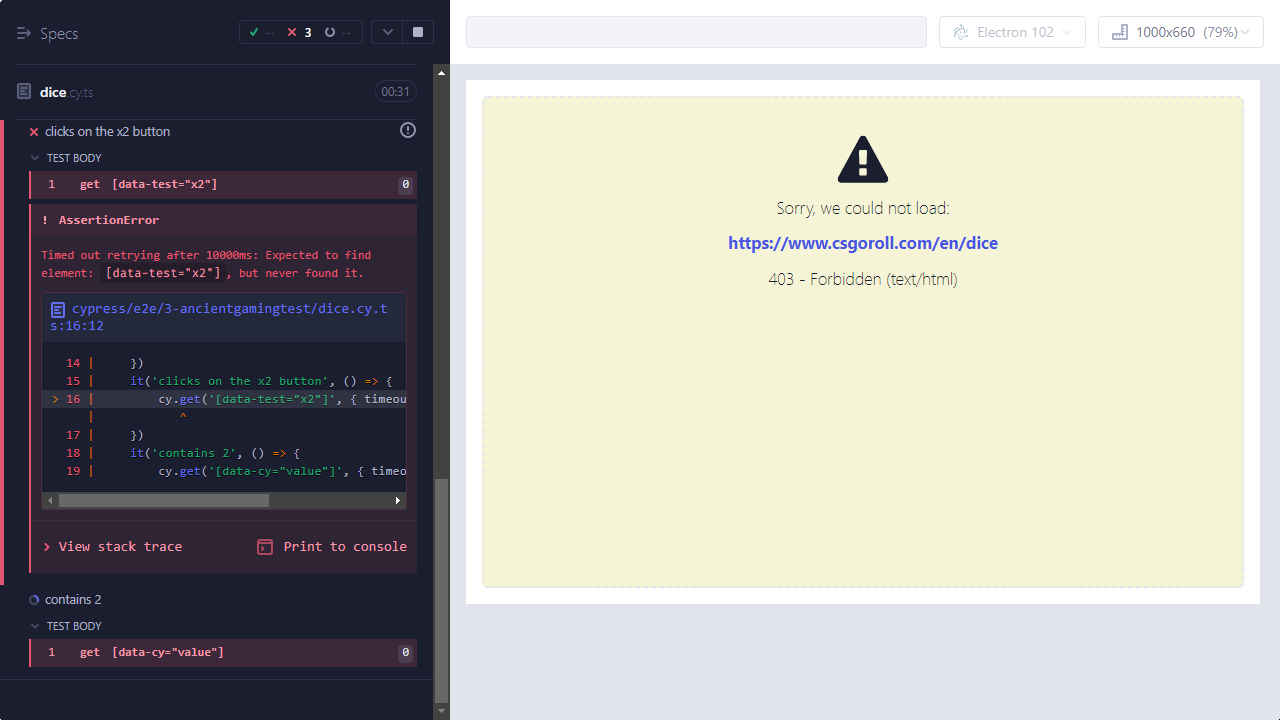 Specs
-- 3 --
dice.cy.ts
00:31
clicks on the x2 button
TEST BODY
1 get [data-test="x2"] 0
! AssertionError
Timed out retrying after 10000ms: Expected to find
element: [data-test="x2"], but never found it.
cypress/e2e/3-ancientgamingtest/dice.cy.t
s:16:12
14 | })
15 | it('clicks on the x2 button', () => {
> 16 | cy.get('[data-test="x2"]', { timeou
| ^
17 | })
18 | it('contains 2', () => {
19 | cy.get('[data-cy="value"]', { timeo
View stack trace
Print to console
contains 2
TEST BODY
1 get [data-cy="value"] 0
Electron 102
1000x660 (79%)
Sorry, we could not load:
https://www.csgoroll.com/en/dice
403 - Forbidden (text/html)